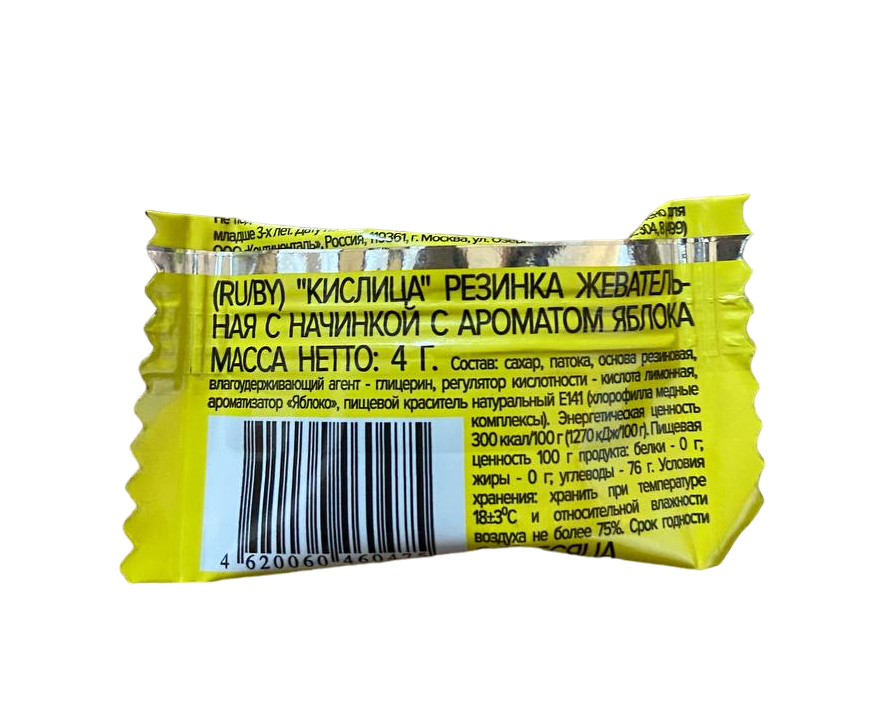 младше 3-х лет.
Россия, 119361, г. Москва, ул.
(RU/BY) "КИСЛИЦА" РЕЗИНКА ЖЕВАТЕЛЬ-
НАЯ С НАЧИНКОЙ С АРОМАТОМ ЯБЛОКА
МАССА НЕТТО: 4 Г. Состав: сахар, патока, основа резиновая,
влагоудерживающий агент - глицерин, регулятор кислотности - кислота лимонная,
ароматизатор «Яблоко», пищевой краситель натуральный Е141 (хлорофилла медные
комплексы). Энергетическая ценность
300 ккал/100 г (1270 кДж/100 г). Пищевая
ценность 100 г продукта: белки - 0 г;
жиры - 0 г; углеводы - 76 г. Условия
хранения: хранить при температуре
18±3⁰С и относительной влажности
воздуха не более 75%. Срок годности
4 620060 460475